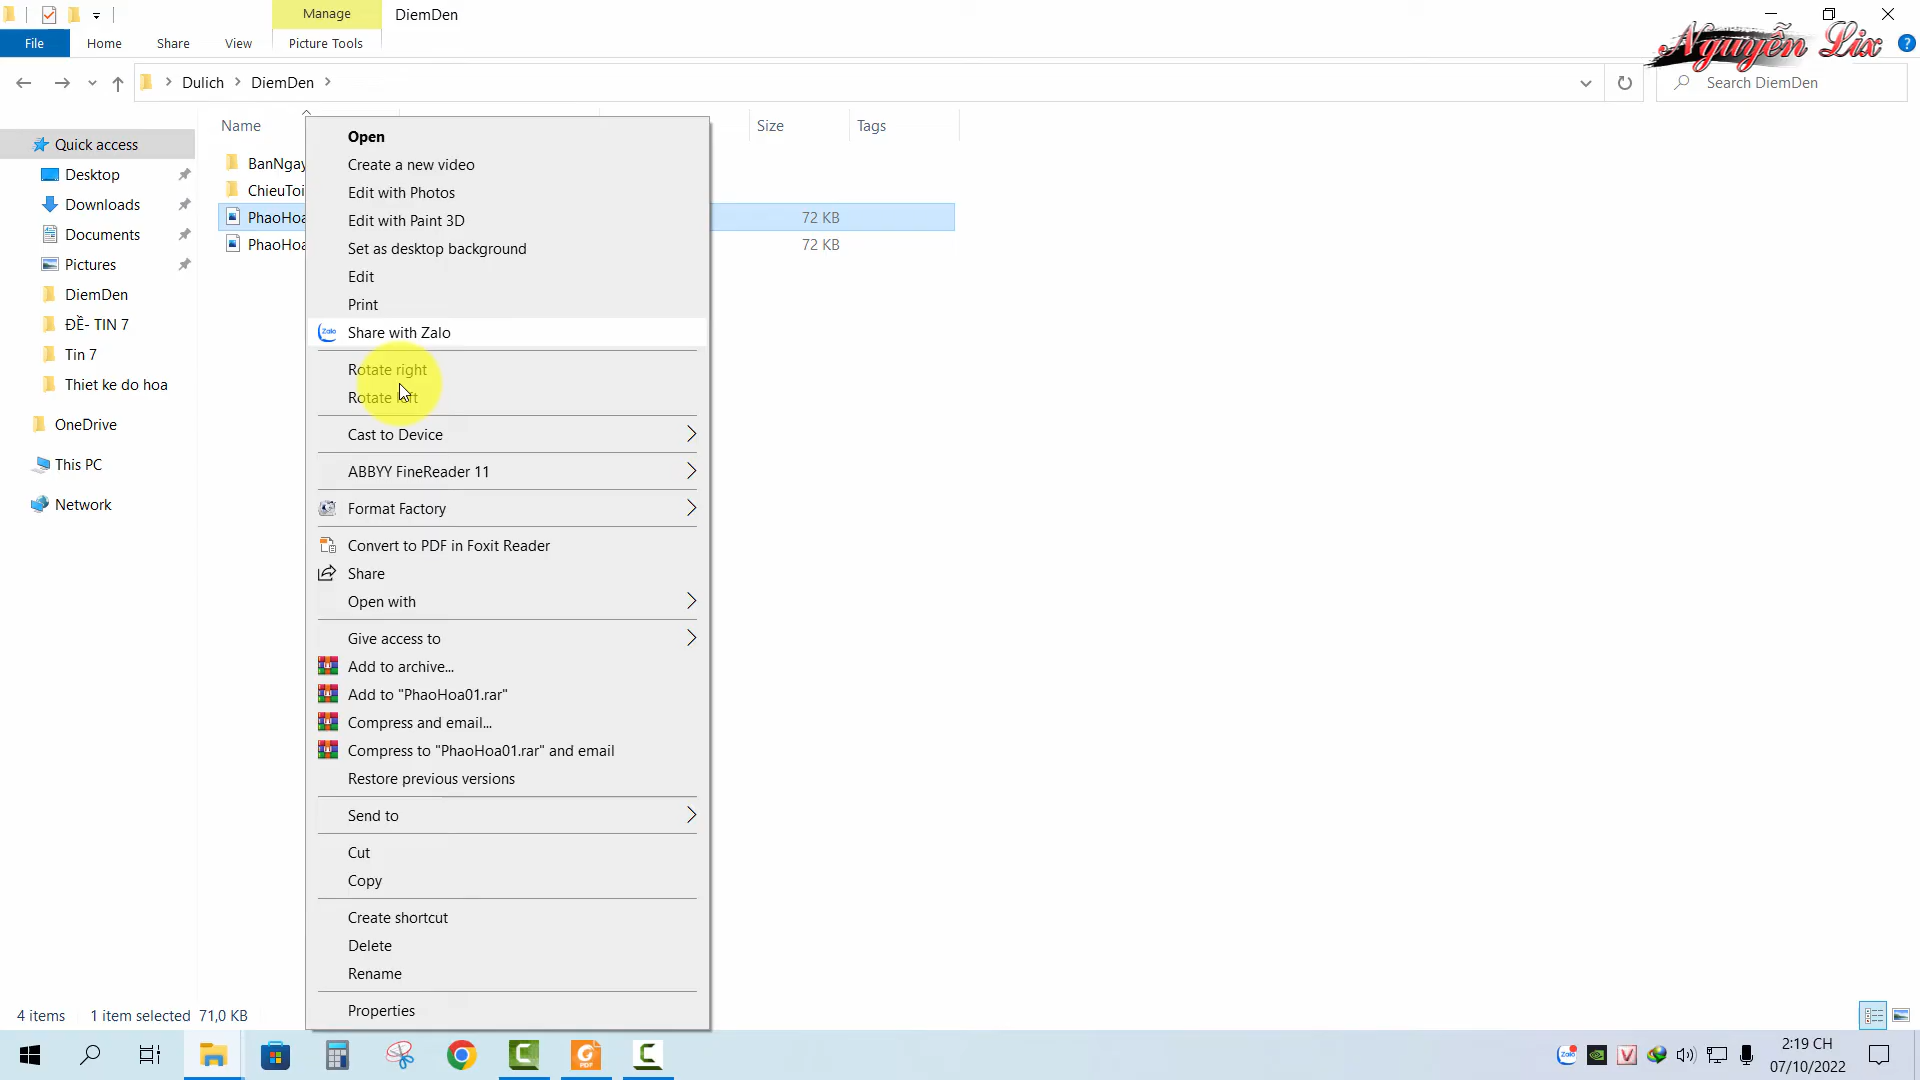 Manage
DiemDen
Nguyễn Lix
File
Home
Share
View
Picture Tools
?
Dulich
DiemDen
Search DiemDen
Name
Size
Tags
Quick access
Desktop
Downloads
Documents
Pictures
DiemDen
ĐỀ- TIN 7
Tin 7
Thiet ke do hoa
OneDrive
This PC
Network
BanNgay
ChieuToi
PhaoHoa
72 KB
PhaoHoa
72 KB
Open
Create a new video
Edit with Photos
Edit with Paint 3D
Set as desktop background
Edit
Print
Zalo
Share with Zalo
Rotate right
Rotate left
Cast to Device
ABBYY FineReader 11
Format Factory
Convert to PDF in Foxit Reader
Share
Open with
Give access to
Add to archive...
Add to "PhaoHoa01.rar"
Compress and email...
Compress to "PhaoHoa01.rar" and email
Restore previous versions
Send to
Cut
Copy
Create shortcut
Delete
Rename
Properties
4 items
1 item selected
71,0 KB
PDF
Zalo
V
2:19 CH
07/10/2022